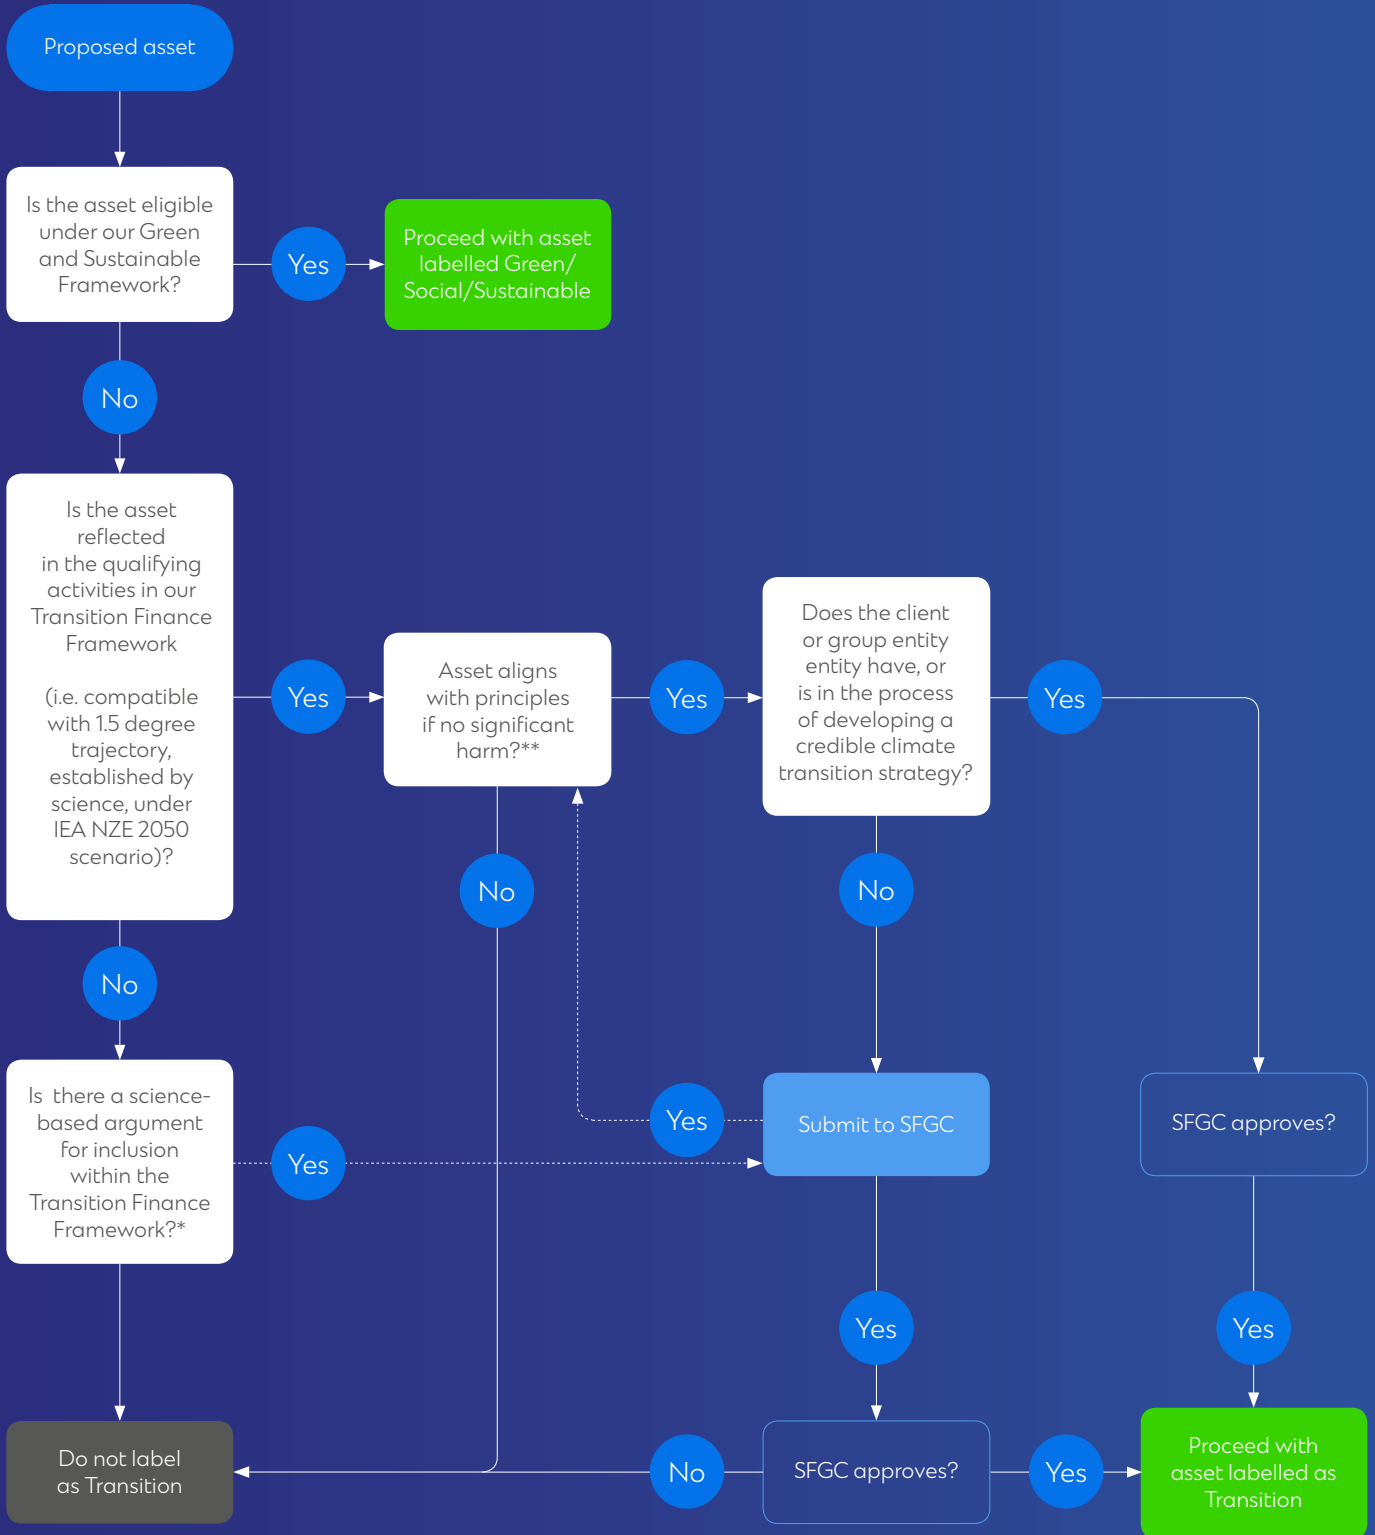 Proposed asset
Is the asset eligible
under our Green
and Sustainable
Framework?
Yes
Proceed with asset
labelled Green/
Social/Sustainable
No
Is the asset
reflected
in the qualifying
activities in our
Transition Finance
Framework
(i.e. compatible
with 1.5 degree
trajectory,
established by
science, under
IEA NZE 2050
scenario)?
Yes
Asset aligns
with principles
if no significant
harm?**
Yes
Does the client
or group entity
entity have, or
is in the process
of developing a
credible climate
transition strategy?
Yes
No
No
No
Is there a science-
based argument
for inclusion
within the
Transition Finance
Framework?*
Yes
Yes
Submit to SFGC
SFGC approves?
Yes
Yes
Do not label
as Transition
No
SFGC approves?
Yes
Proceed with
asset labelled as
Transition